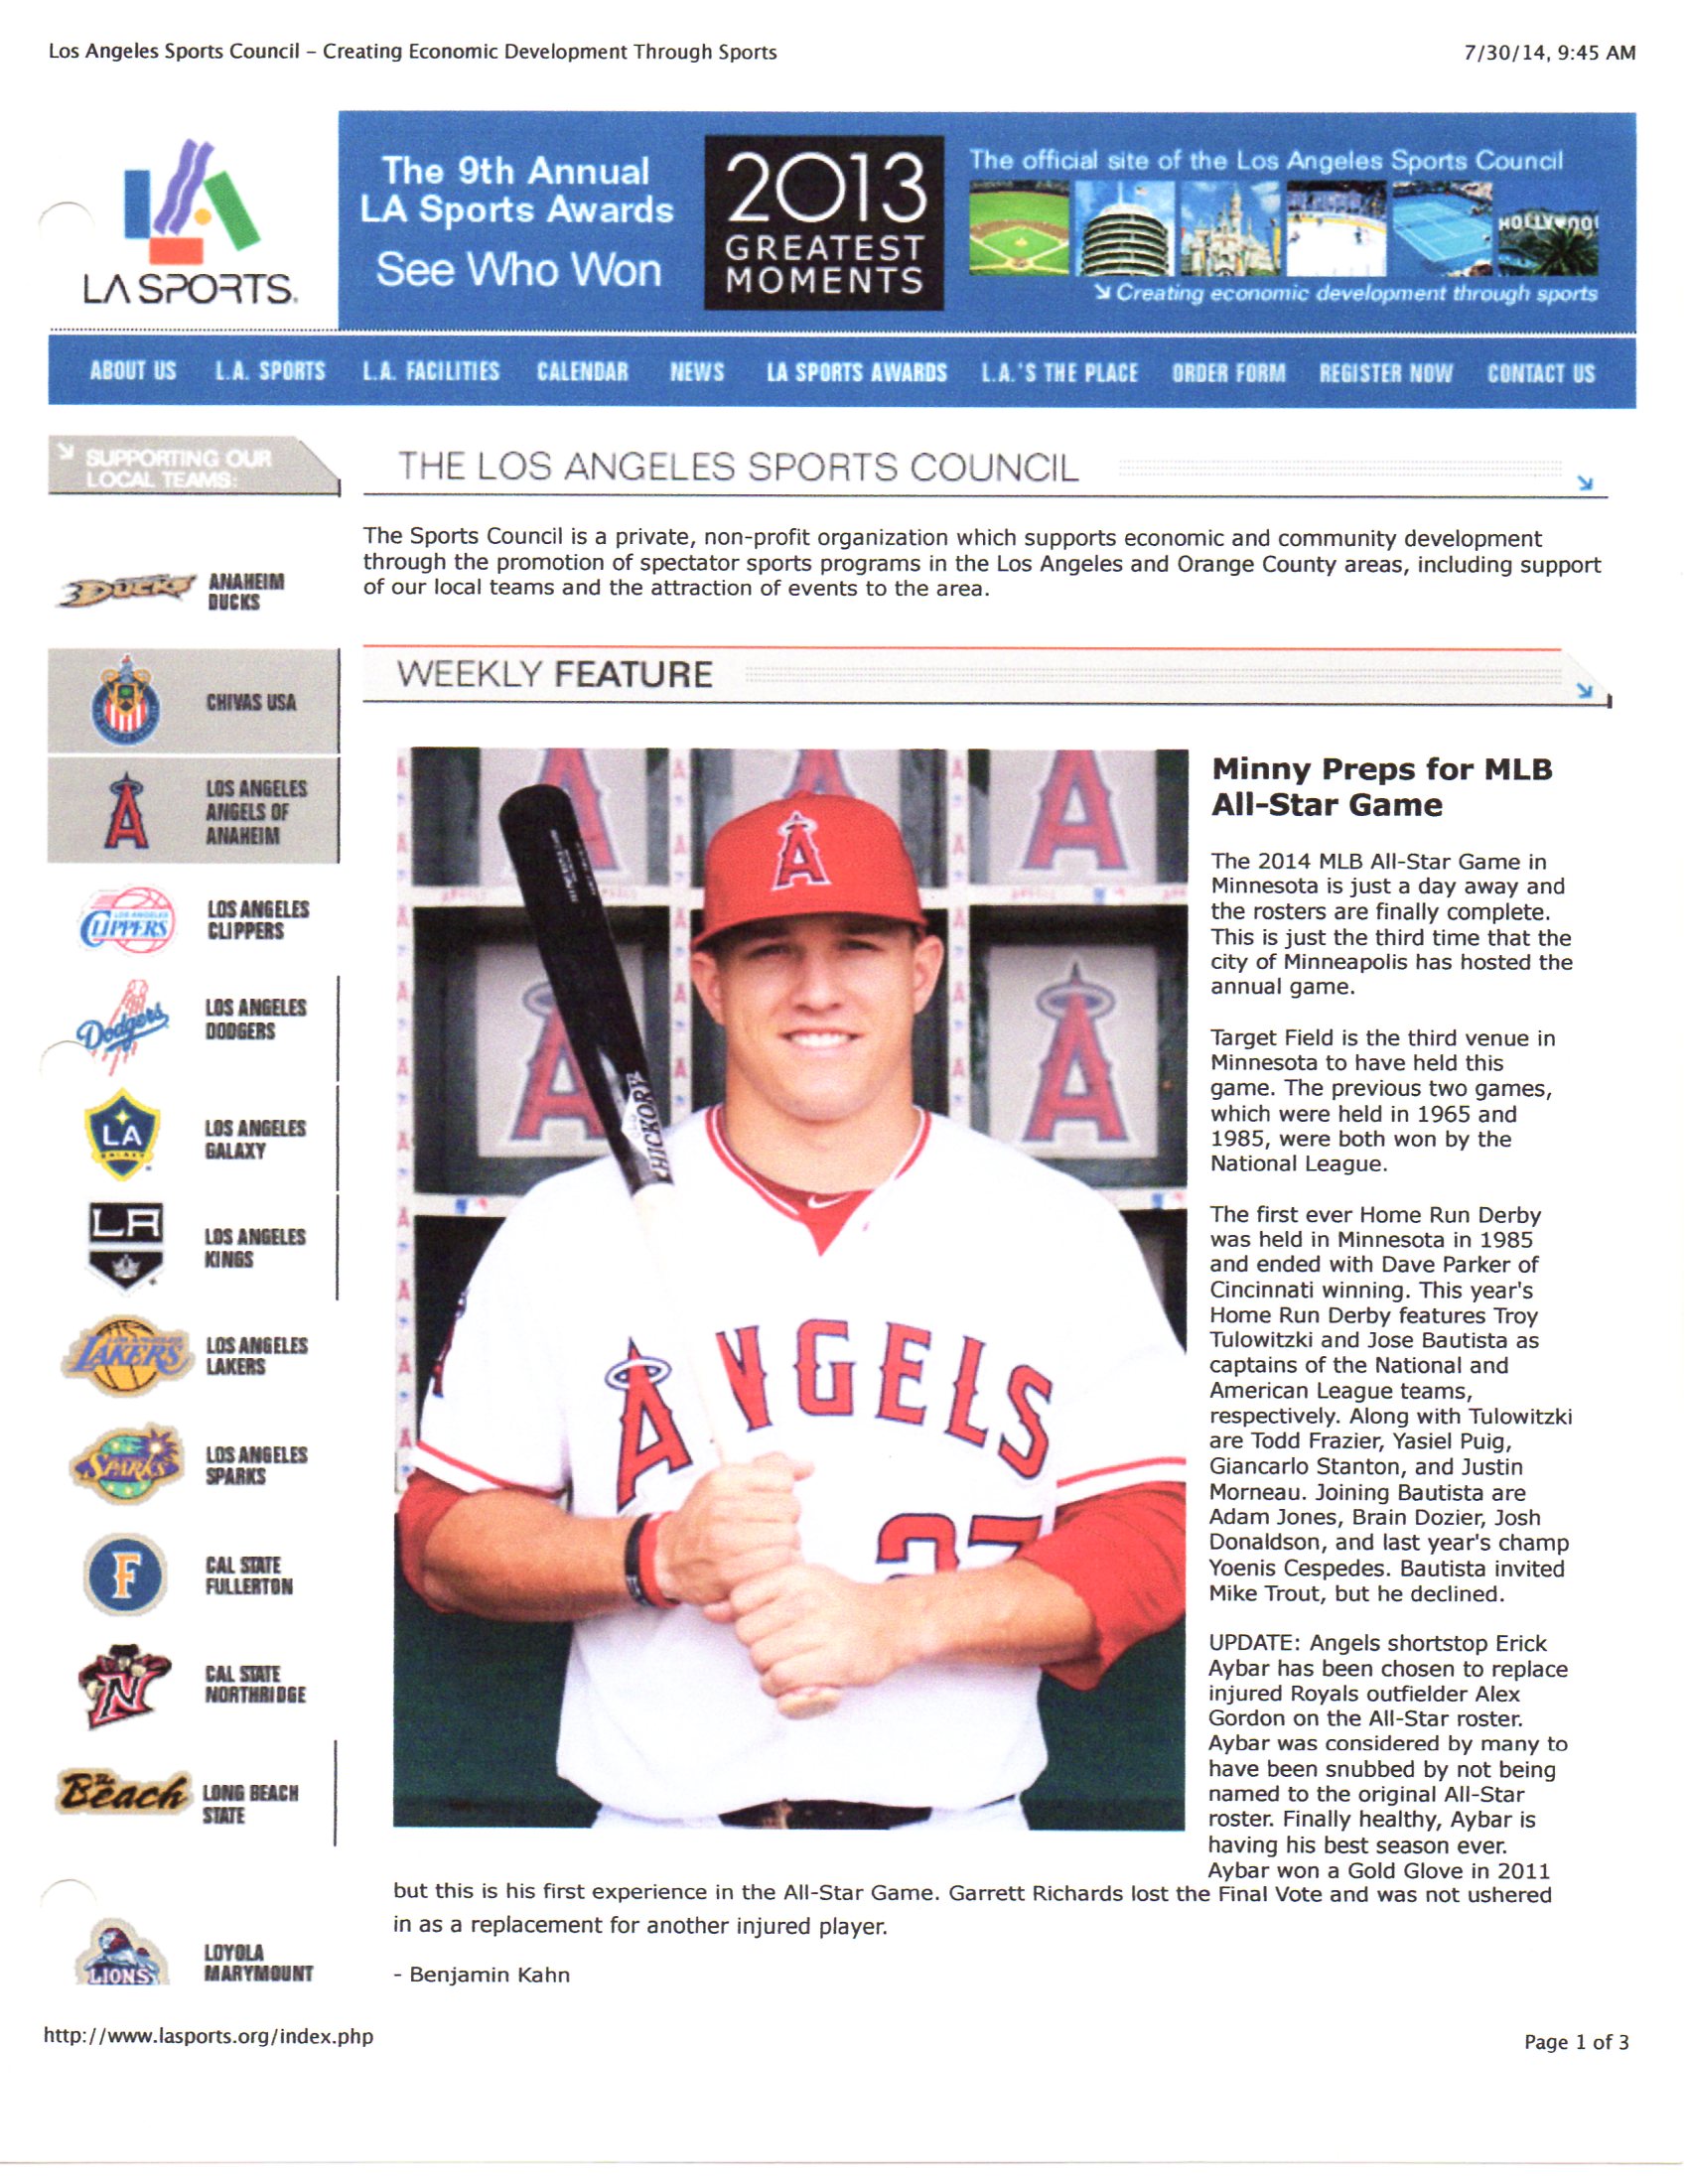 Los Angeles Sports Council – Creating Economic Development Through Sports
7/30/14, 9:45 AM
LA SPORTS.
The 9th Annual
LA Sports Awards
See Who Won
2013
GREATEST
MOMENTS
The official site of the Los Angeles Sports Council
HOLLYWOO
Creating economic development through sports
ABOUT US L.A. SPORTS L.A. FACILITIES CALENDAR NEWS LA SPORTS AWARDS L.A.'S THE PLACE ORDER FORM REGISTER NOW CONTACT US
SUPPORTING OUR
LOCAL TEAMS:
DUCKS
ANAHEIM
DUCKS
CHIVAS USA
A
LOS ANGELES
ANGELS OF
ANAHEIM
LOS ANGELES
CLIPPERS
LOS ANGELES
CLIPPERS
Dodgers
LOS ANGELES
DODGERS
LA
GALAXY
LOS ANGELES
GALAXY
LA
LOS ANGELES
KINGS
LOS ANGELES
LAKERS
LOS ANGELES
LAKERS
SPARKS
LOS ANGELES
SPARKS
F
CAL STATE
FULLERTON
N
CAL STATE
NORTHRIDGE
The Beach
LONG BEACH
STATE
LIONS
LOYOLA
MARYMOUNT
THE LOS ANGELES SPORTS COUNCIL
The Sports Council is a private, non-profit organization which supports economic and community development
through the promotion of spectator sports programs in the Los Angeles and Orange County areas, including support
of our local teams and the attraction of events to the area.
WEEKLY FEATURE
A
HICKORY
ANGELS
27
Minny Preps for MLB
All-Star Game
The 2014 MLB All-Star Game in
Minnesota is just a day away and
the rosters are finally complete.
This is just the third time that the
city of Minneapolis has hosted the
annual game.
Target Field is the third venue in
Minnesota to have held this
game. The previous two games,
which were held in 1965 and
1985, were both won by the
National League.
The first ever Home Run Derby
was held in Minnesota in 1985
and ended with Dave Parker of
Cincinnati winning. This year's
Home Run Derby features Troy
Tulowitzki and Jose Bautista as
captains of the National and
American League teams,
respectively. Along with Tulowitzki
are Todd Frazier, Yasiel Puig,
Giancarlo Stanton, and Justin
Morneau. Joining Bautista are
Adam Jones, Brain Dozier, Josh
Donaldson, and last year's champ
Yoenis Cespedes. Bautista invited
Mike Trout, but he declined.
UPDATE: Angels shortstop Erick
Aybar has been chosen to replace
injured Royals outfielder Alex
Gordon on the All-Star roster.
Aybar was considered by many to
have been snubbed by not being
named to the original All-Star
roster. Finally healthy, Aybar is
having his best season ever.
Aybar won a Gold Glove in 2011
but this is his first experience in the All-Star Game. Garrett Richards lost the Final Vote and was not ushered
in as a replacement for another injured player.
- Benjamin Kahn
http://www.lasports.org/index.php
Page 1 of 3